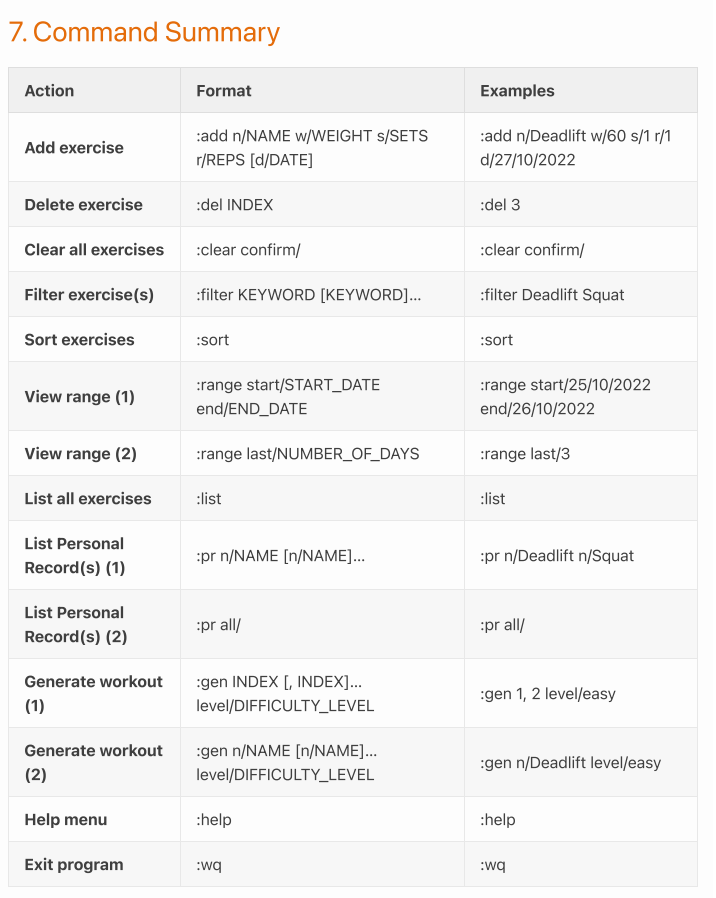 7. Command Summary
Action Format Examples
Add exercise :add n/NAME w/WEIGHT s/SETS r/REPS [d/DATE] :add n/Deadlift w/60 s/1 r/1 d/27/10/2022
Delete exercise :del INDEX :del 3
Clear all exercises :clear confirm/ :clear confirm/
Filter exercise(s) :filter KEYWORD [KEYWORD]... :filter Deadlift Squat
Sort exercises :sort :sort
View range (1) :range start/START_DATE end/END_DATE :range start/25/10/2022 end/26/10/2022
View range (2) :range last/NUMBER_OF_DAYS :range last/3
List all exercises :list :list
List Personal Record(s) (1) :pr n/NAME [n/NAME]... :pr n/Deadlift n/Squat
List Personal Record(s) (2) :pr all/ :pr all/
Generate workout (1) :gen INDEX [, INDEX]... level/DIFFICULTY_LEVEL :gen 1, 2 level/easy
Generate workout (2) :gen n/NAME [n/NAME]... level/DIFFICULTY_LEVEL :gen n/Deadlift level/easy
Help menu :help :help
Exit program :wq :wq